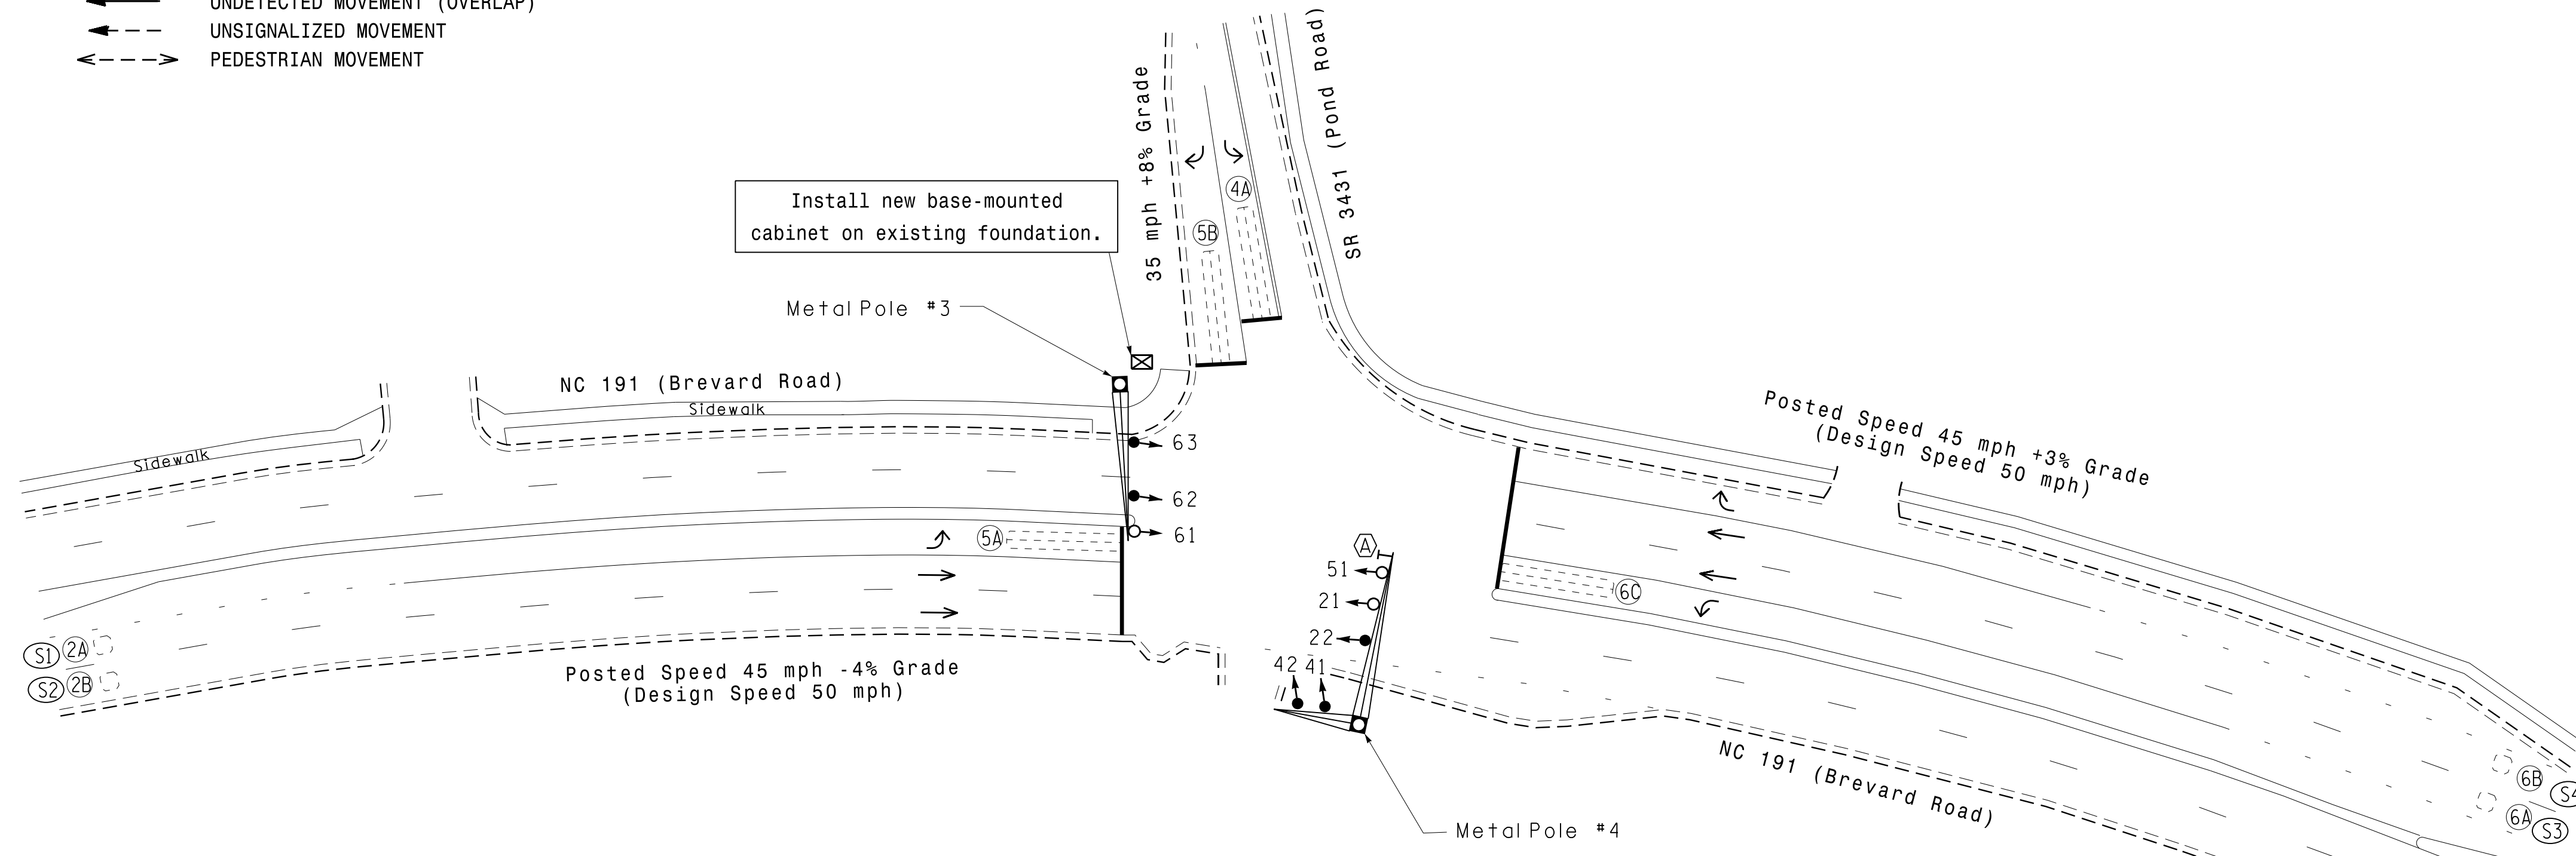 UNDETECTED MOVEMENT (OVERLAP)
UNSIGNALIZED MOVEMENT
PEDESTRIAN MOVEMENT
35 mph +8% Grade
SR 3431 (Pond Road)
4A
5B
Install new base-mounted
cabinet on existing foundation.
Metal Pole #3
NC 191 (Brevard Road)
Sidewalk
Sidewalk
63
62
61
5A
Posted Speed 45 mph +3% Grade
(Design Speed 50 mph)
A
51
21
22
42 41
6C
S1 2A
S2 2B
Posted Speed 45 mph -4% Grade
(Design Speed 50 mph)
NC 191 (Brevard Road)
6B S4
6A S3
Metal Pole #4